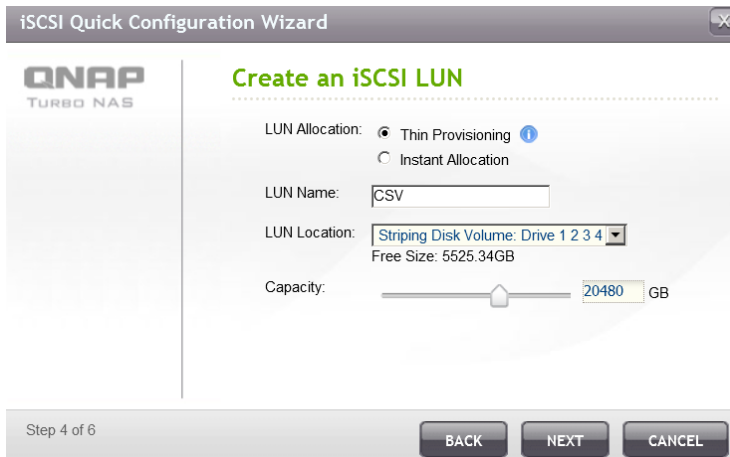 iSCSI Quick Configuration Wizard
X
QNAP
TURBO NAS
Create an iSCSI LUN
LUN Allocation:
Thin Provisioning
i
Instant Allocation
LUN Name:
CSV
LUN Location:
Striping Disk Volume: Drive 1 2 3 4
Free Size: 5525.34GB
Capacity:
20480 GB
Step 4 of 6
BACK
NEXT
CANCEL